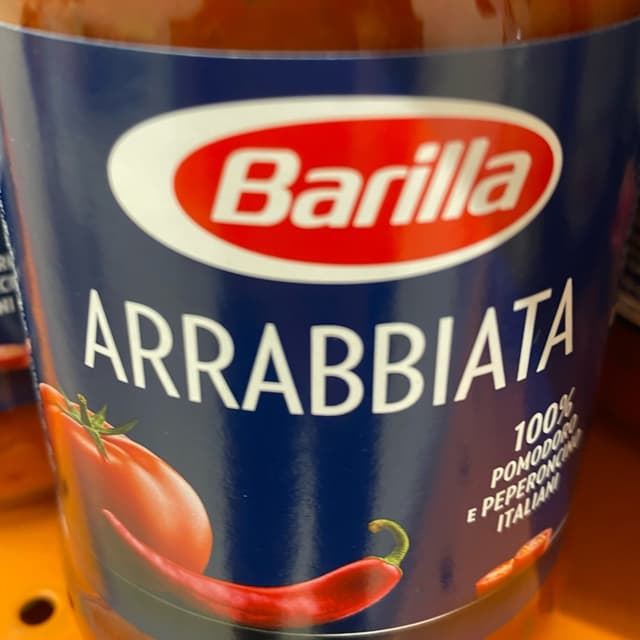 Barilla
ARRABBIATA
100%
POMODORO
E PEPERONCINO
ITALIANI